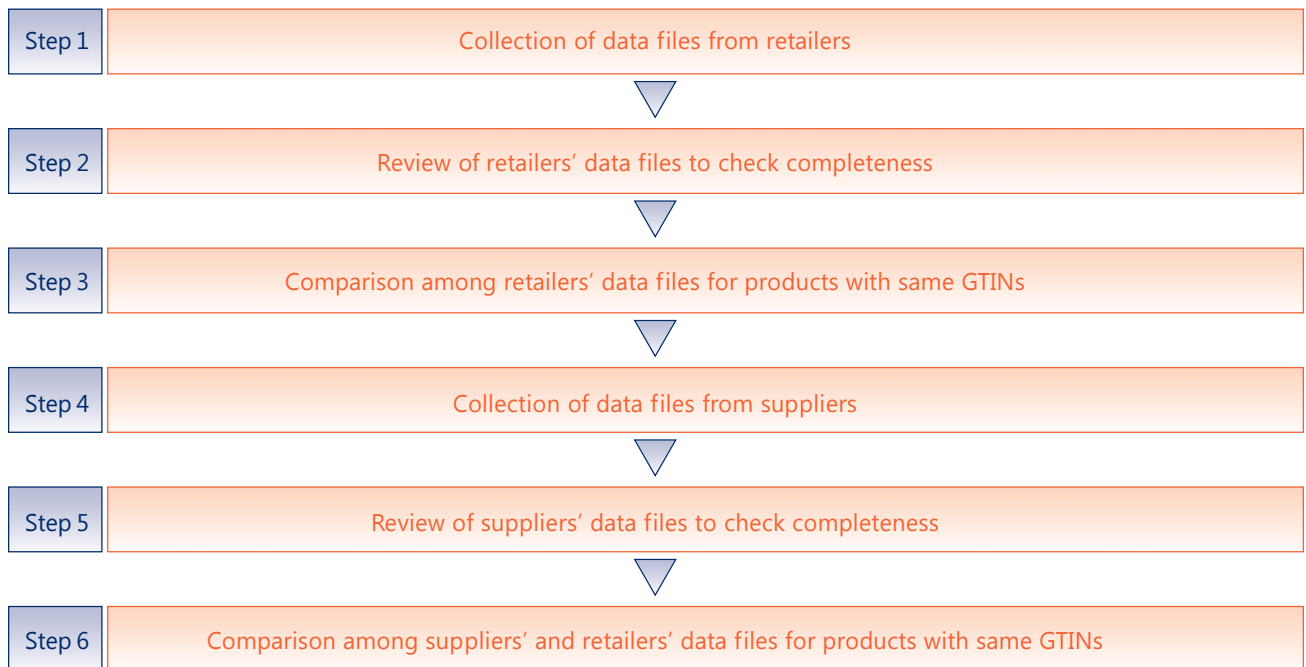 Step 1
Collection of data files from retailers
Step 2
Review of retailers’ data files to check completeness
Step 3
Comparison among retailers’ data files for products with same GTINs
Step 4
Collection of data files from suppliers
Step 5
Review of suppliers’ data files to check completeness
Step 6
Comparison among suppliers’ and retailers’ data files for products with same GTINs